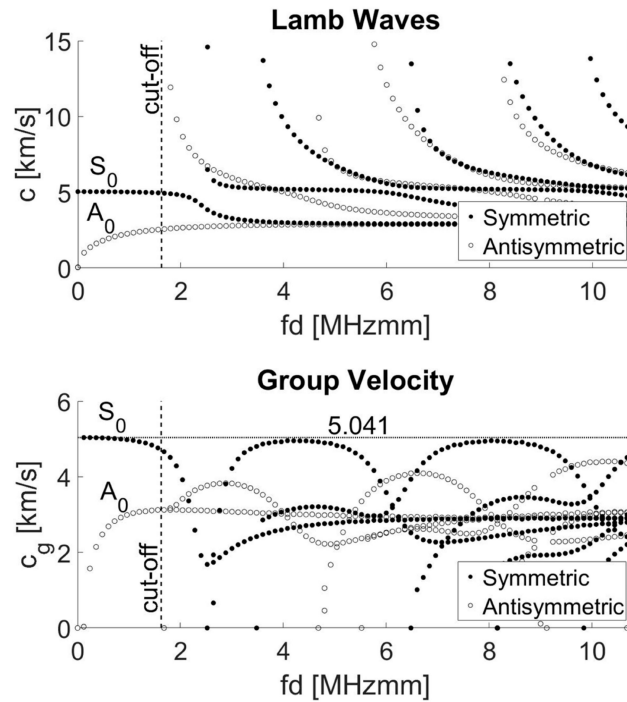 Lamb Waves
15
10
5
0
c [km/s]
cut-off
S0
A0
Symmetric
Antisymmetric
0 2 4 6 8 10
fd [MHzmm]
Group Velocity
6
4
2
0
cg [km/s]
S0
5.041
A0
cut-off
Symmetric
Antisymmetric
0 2 4 6 8 10
fd [MHzmm]